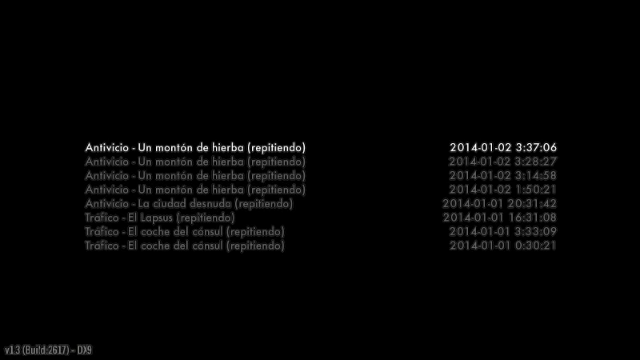 Antivicio - Un montón de hierba (repitiendo) 2014-01-02 3:37:06
Antivicio - Un montón de hierba (repitiendo) 2014-01-02 3:28:27
Antivicio - Un montón de hierba (repitiendo) 2014-01-02 3:14:58
Antivicio - Un montón de hierba (repitiendo) 2014-01-02 1:50:21
Antivicio - La ciudad desnuda (repitiendo) 2014-01-01 20:31:42
Tráfico - El Lapsus (repitiendo) 2014-01-01 16:31:08
Tráfico - El coche del cónsul (repitiendo) 2014-01-01 3:33:09
Tráfico - El coche del cónsul (repitiendo) 2014-01-01 0:30:21
v1.3 (Build:2617) - DX9